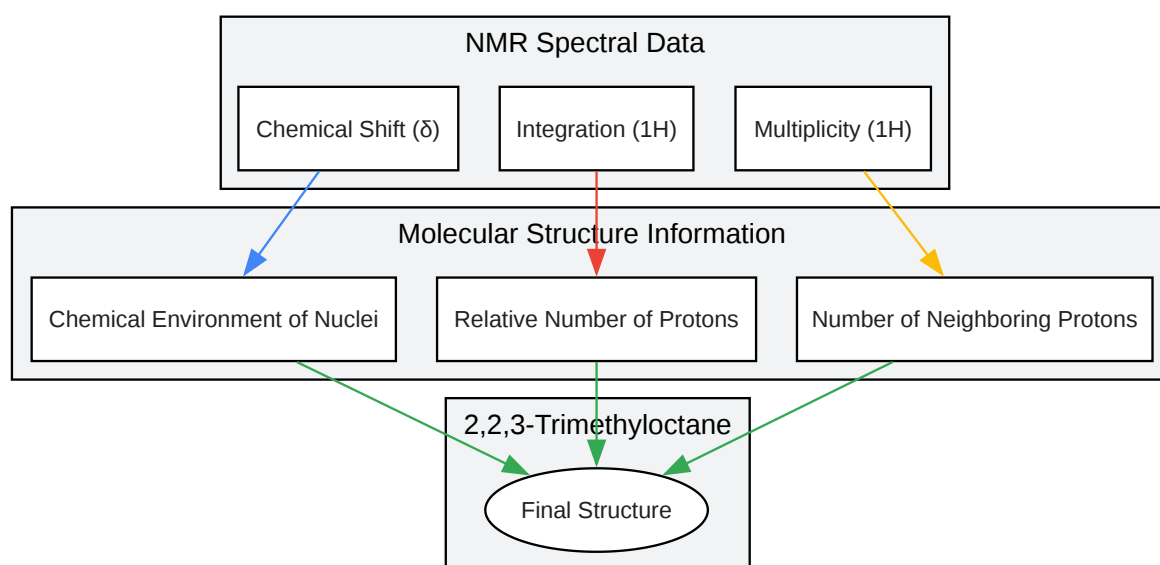 NMR Spectral Data
Chemical Shift (δ)
Integration (1H)
Multiplicity (1H)
Molecular Structure Information
Chemical Environment of Nuclei
Relative Number of Protons
Number of Neighboring Protons
2,2,3-Trimethyloctane
Final Structure